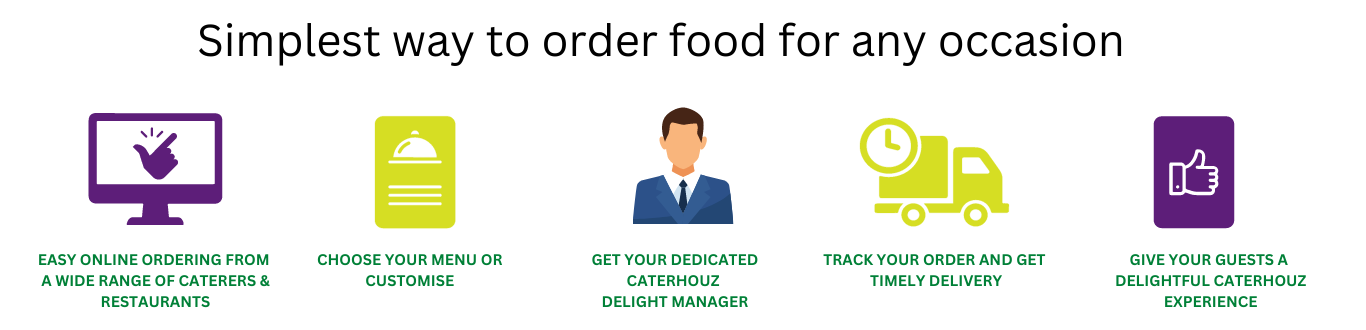 Simplest way to order food for any occasion
EASY ONLINE ORDERING FROM
A WIDE RANGE OF CATERERS &
RESTAURANTS
CHOOSE YOUR MENU OR
CUSTOMISE
GET YOUR DEDICATED
CATERHOUZ
DELIGHT MANAGER
TRACK YOUR ORDER AND GET
TIMELY DELIVERY
GIVE YOUR GUESTS A
DELIGHTFUL CATERHOUZ
EXPERIENCE